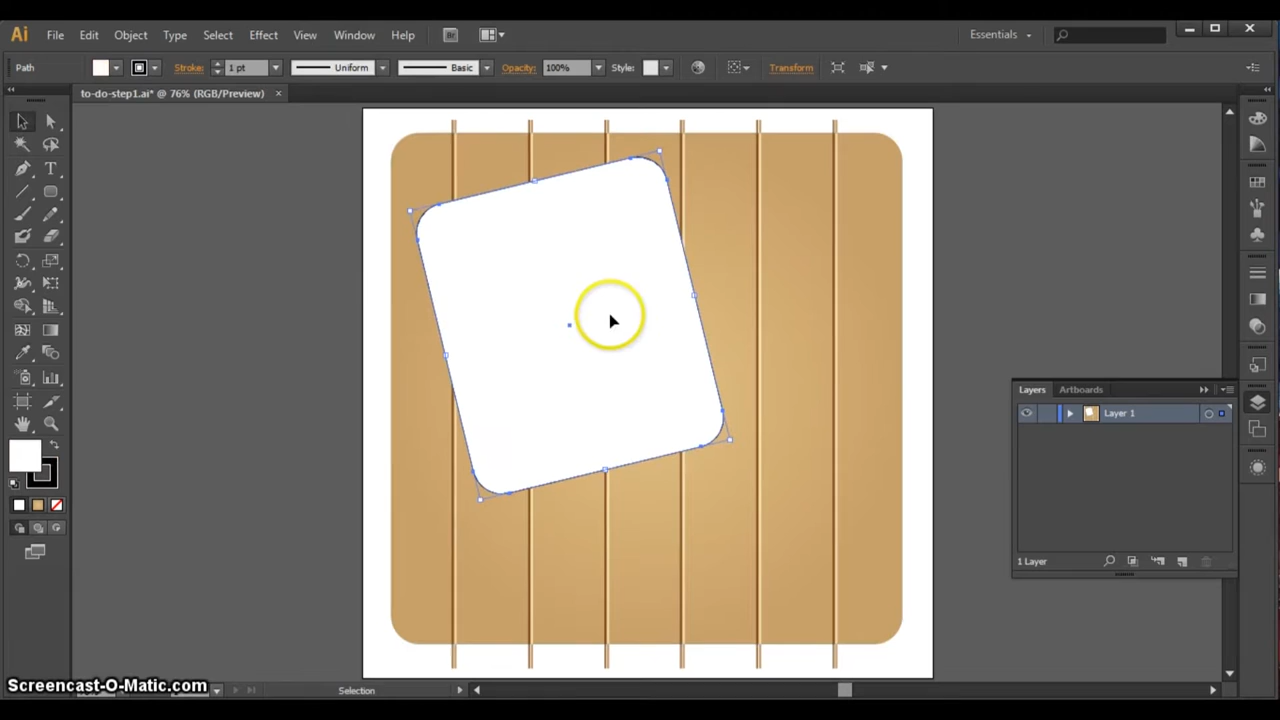 Ai File Edit Object Type Select Effect View Window Help Br Essentials
Path Stroke: 1 pt Uniform Basic Opacity: 100% Style: Transform
to-do-step1.ai* @ 76% (RGB/Preview) ×
Layers Artboards
Layer 1
1 Layer
Screencast-O-Matic.com Selection